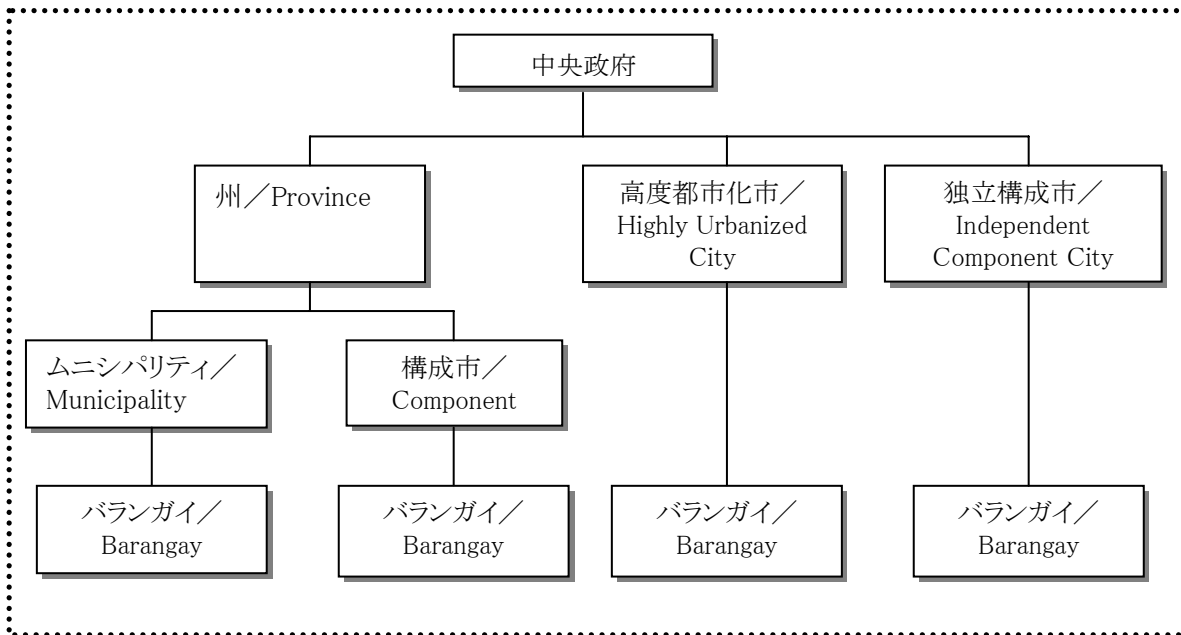 中央政府
州／Province
高度都市化市／
Highly Urbanized
City
独立構成市／
Independent
Component City
ムニシパリティ／
Municipality
構成市／
Component
バランガイ／
Barangay
バランガイ／
Barangay
バランガイ／
Barangay
バランガイ／
Barangay